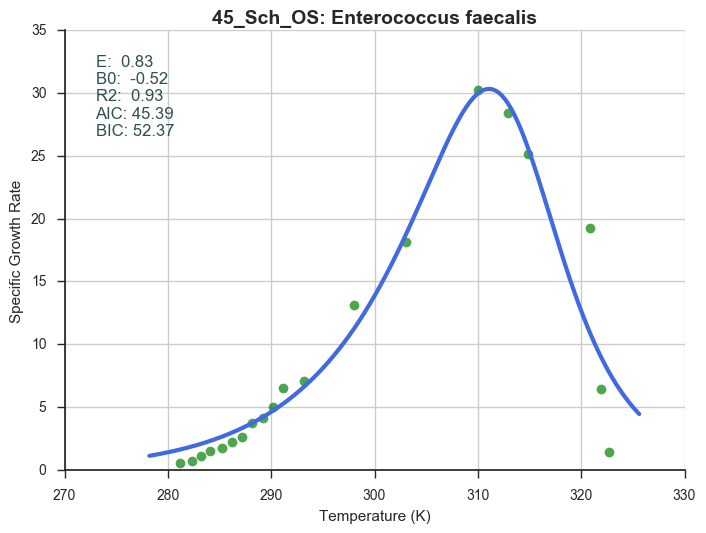 45_Sch_OS: Enterococcus faecalis
35
30
25
20
15
10
5
0
E:  0.83
B0:  -0.52
R2:  0.93
AIC: 45.39
BIC: 52.37
Specific Growth Rate
270 280 290 300 310 320 330
Temperature (K)